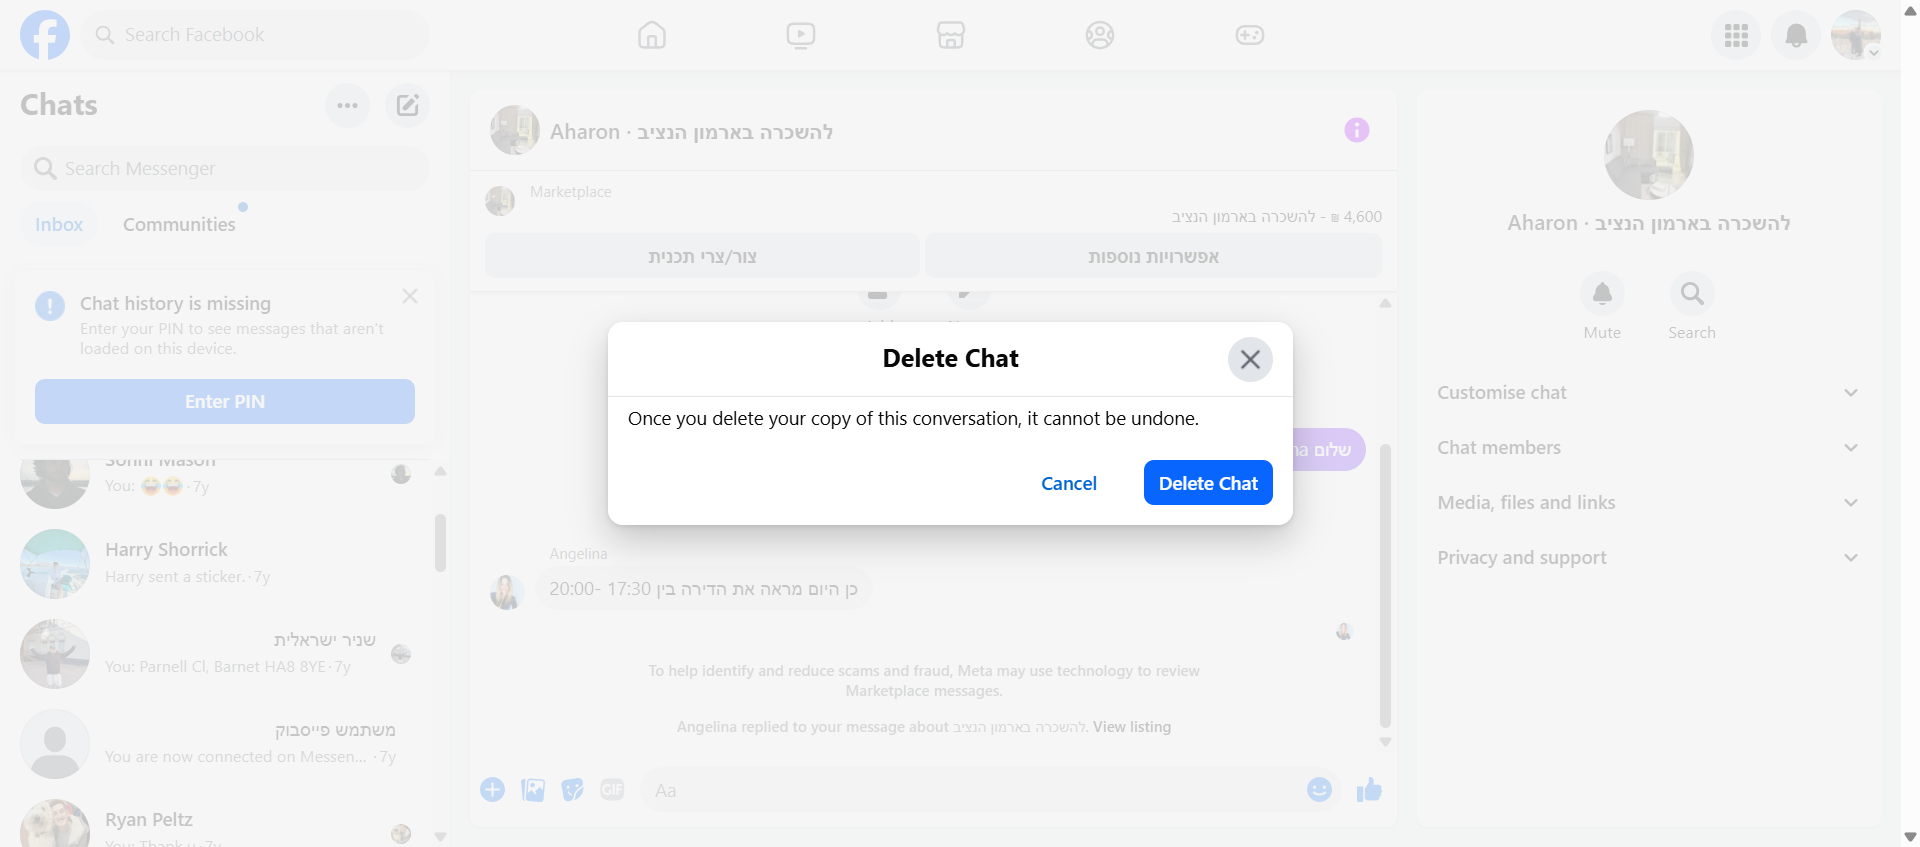 Search Facebook
Chats
Search Messenger
Inbox
Communities
Chat history is missing
Enter your PIN to see messages that aren't
loaded on this device.
Enter PIN
Sonni Mason
You: 😂😂 · 7y
Harry Shorrick
Harry sent a sticker. · 7y
שניר ישראלית
You: Parnell Cl, Barnet HA8 8YE · 7y
משתמש פייסבוק
You are now connected on Messen... · 7y
Ryan Peltz
You: Thank u · 7y
Aharon · להשכרה בארמון הנציב
Marketplace
4,600 ₪ - להשכרה בארמון הנציב
צור/צרי תכנית
אפשרויות נוספות
Delete Chat
Once you delete your copy of this conversation, it cannot be undone.
Cancel
Delete Chat
שלום
Angelina
כן היום מראה את הדירה בין 17:30 -20:00
To help identify and reduce scams and fraud, Meta may use technology to review
Marketplace messages.
Angelina replied to your message about להשכרה בארמון הנציב. View listing
GIF
Aa
Aharon · להשכרה בארמון הנציב
Mute
Search
Customise chat
Chat members
Media, files and links
Privacy and support